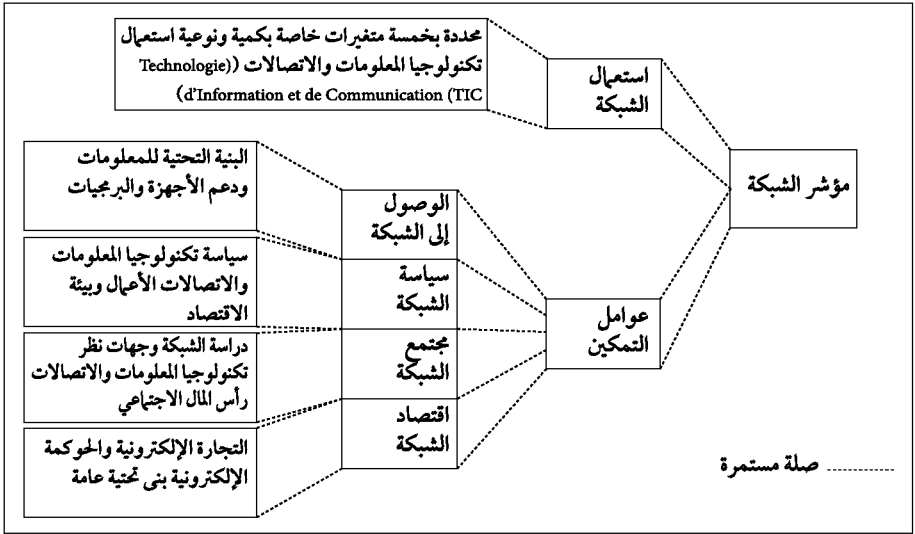 محددة بخمسة متغيرات خاصة بكمية ونوعية استعمال
تكنولوجيا المعلومات والاتصالات ((Technologie
d'Information et de Communication (TIC)
استعمال
الشبكة
مؤشر الشبكة
البنية التحتية للمعلومات
ودعم الأجهزة والبرمجيات
الوصول
إلى الشبكة
سياسة تكنولوجيا المعلومات
والاتصالات الأعمال وبيئة
الاقتصاد
سياسة
الشبكة
عوامل
التمكين
دراسة الشبكة وجهات نظر
تكنولوجيا المعلومات والاتصالات
رأس المال الاجتماعي
مجتمع
الشبكة
التجارة الإلكترونية والحوكمة
الإلكترونية بنى تحتية عامة
اقتصاد
الشبكة
صلة مستمرة